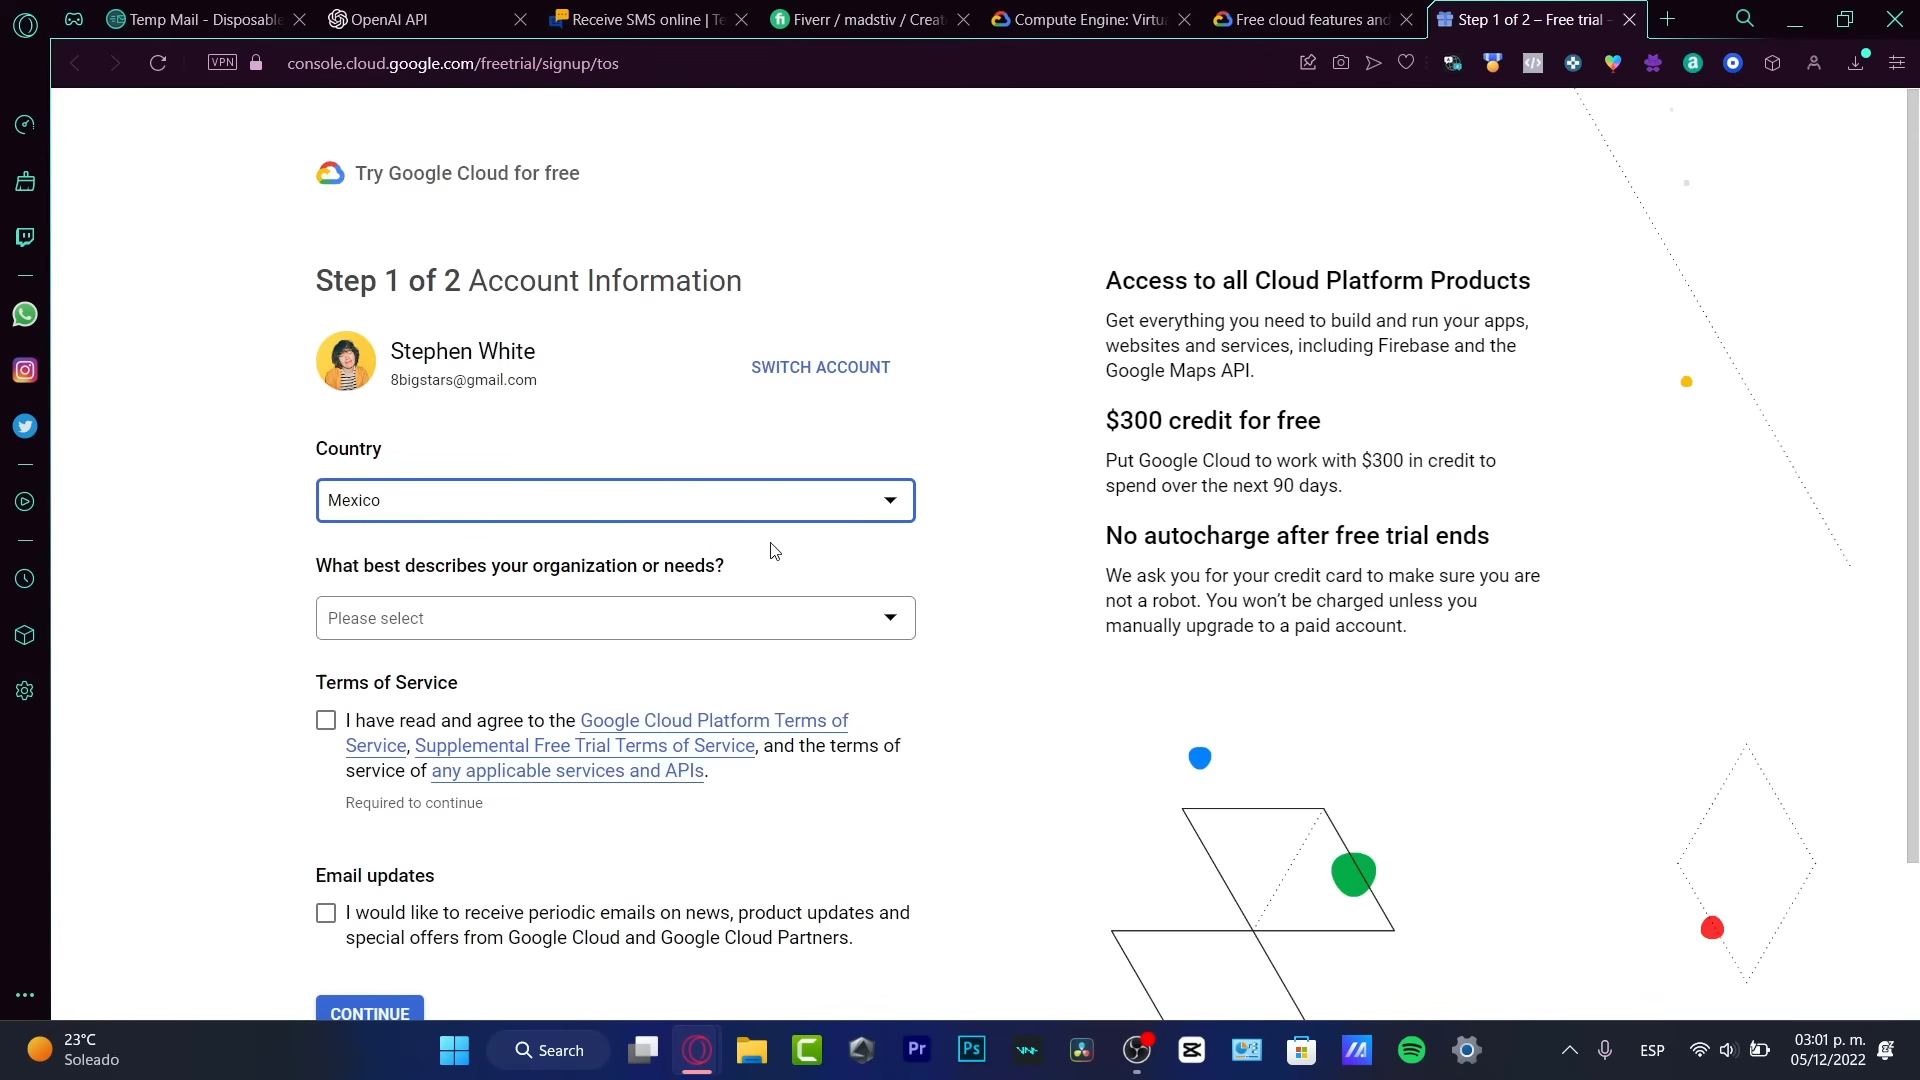 Temp Mail - Disposable
OpenAI API
Receive SMS online | Te
Fiverr / madstiv / Creat
Compute Engine: Virtu
Free cloud features and
Step 1 of 2 – Free trial –
VPN
console.cloud.google.com/freetrial/signup/tos
Try Google Cloud for free
Step 1 of 2 Account Information
Stephen White
8bigstars@gmail.com
SWITCH ACCOUNT
Country
Mexico
What best describes your organization or needs?
Please select
Terms of Service
I have read and agree to the Google Cloud Platform Terms of
Service, Supplemental Free Trial Terms of Service, and the terms of
service of any applicable services and APIs.
Required to continue
Email updates
I would like to receive periodic emails on news, product updates and
special offers from Google Cloud and Google Cloud Partners.
CONTINUE
Access to all Cloud Platform Products
Get everything you need to build and run your apps,
websites and services, including Firebase and the
Google Maps API.
$300 credit for free
Put Google Cloud to work with $300 in credit to
spend over the next 90 days.
No autocharge after free trial ends
We ask you for your credit card to make sure you are
not a robot. You won't be charged unless you
manually upgrade to a paid account.
23°C
Soleado
Search
Pr
Ps
ESP
03:01 p. m.
05/12/2022